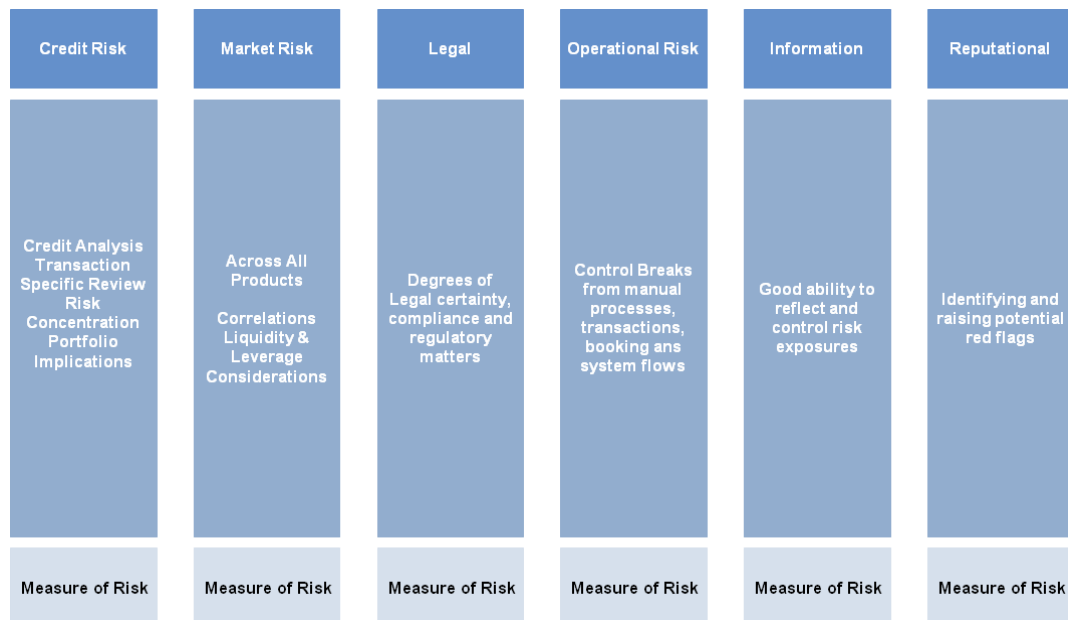 Credit Risk
Market Risk
Legal
Operational Risk
Information
Reputational
Credit Analysis
Transaction
Specific Review
Risk
Concentration
Portfolio
Implications
Across All
Products
Correlations
Liquidity &
Leverage
Considerations
Degrees of
Legal certainty,
compliance and
regulatory
matters
Control Breaks
from manual
processes,
transactions,
booking ans
system flows
Good ability to
reflect and
control risk
exposures
Identifying and
raising potential
red flags
Measure of Risk
Measure of Risk
Measure of Risk
Measure of Risk
Measure of Risk
Measure of Risk